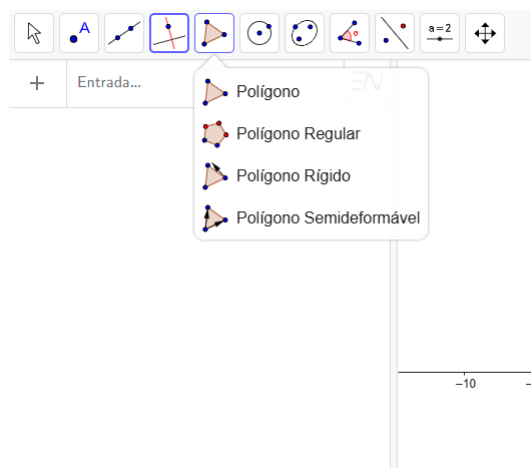 A
a=2
Entrada...
Polígono
Polígono Regular
Polígono Rígido
Polígono Semideformável
–10